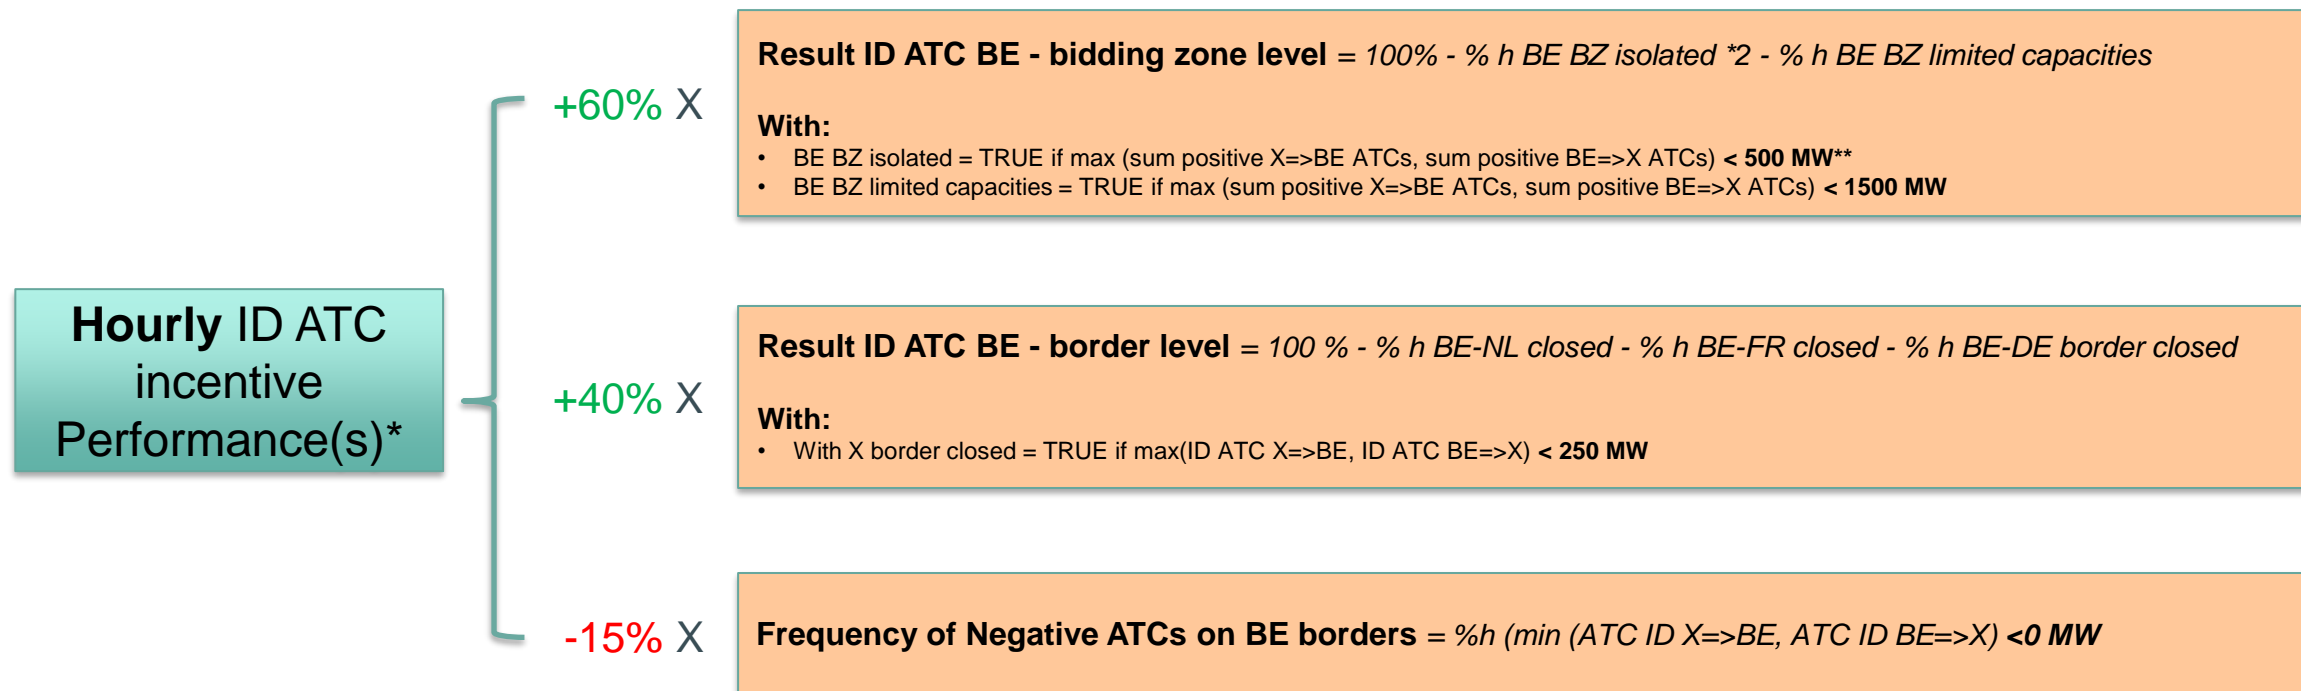 Hourly ID ATC
incentive
Performance(s)*
+60% X
Result ID ATC BE - bidding zone level = 100% - % h BE BZ isolated *2 - % h BE BZ limited capacities
With:
• BE BZ isolated = TRUE if max (sum positive X=>BE ATCs, sum positive BE=>X ATCs) < 500 MW**
• BE BZ limited capacities = TRUE if max (sum positive X=>BE ATCs, sum positive BE=>X ATCs) < 1500 MW
+40% X
Result ID ATC BE - border level = 100 % - % h BE-NL closed - % h BE-FR closed - % h BE-DE border closed
With:
• With X border closed = TRUE if max(ID ATC X=>BE, ID ATC BE=>X) < 250 MW
-15% X
Frequency of Negative ATCs on BE borders = %h (min (ATC ID X=>BE, ATC ID BE=>X) <0 MW